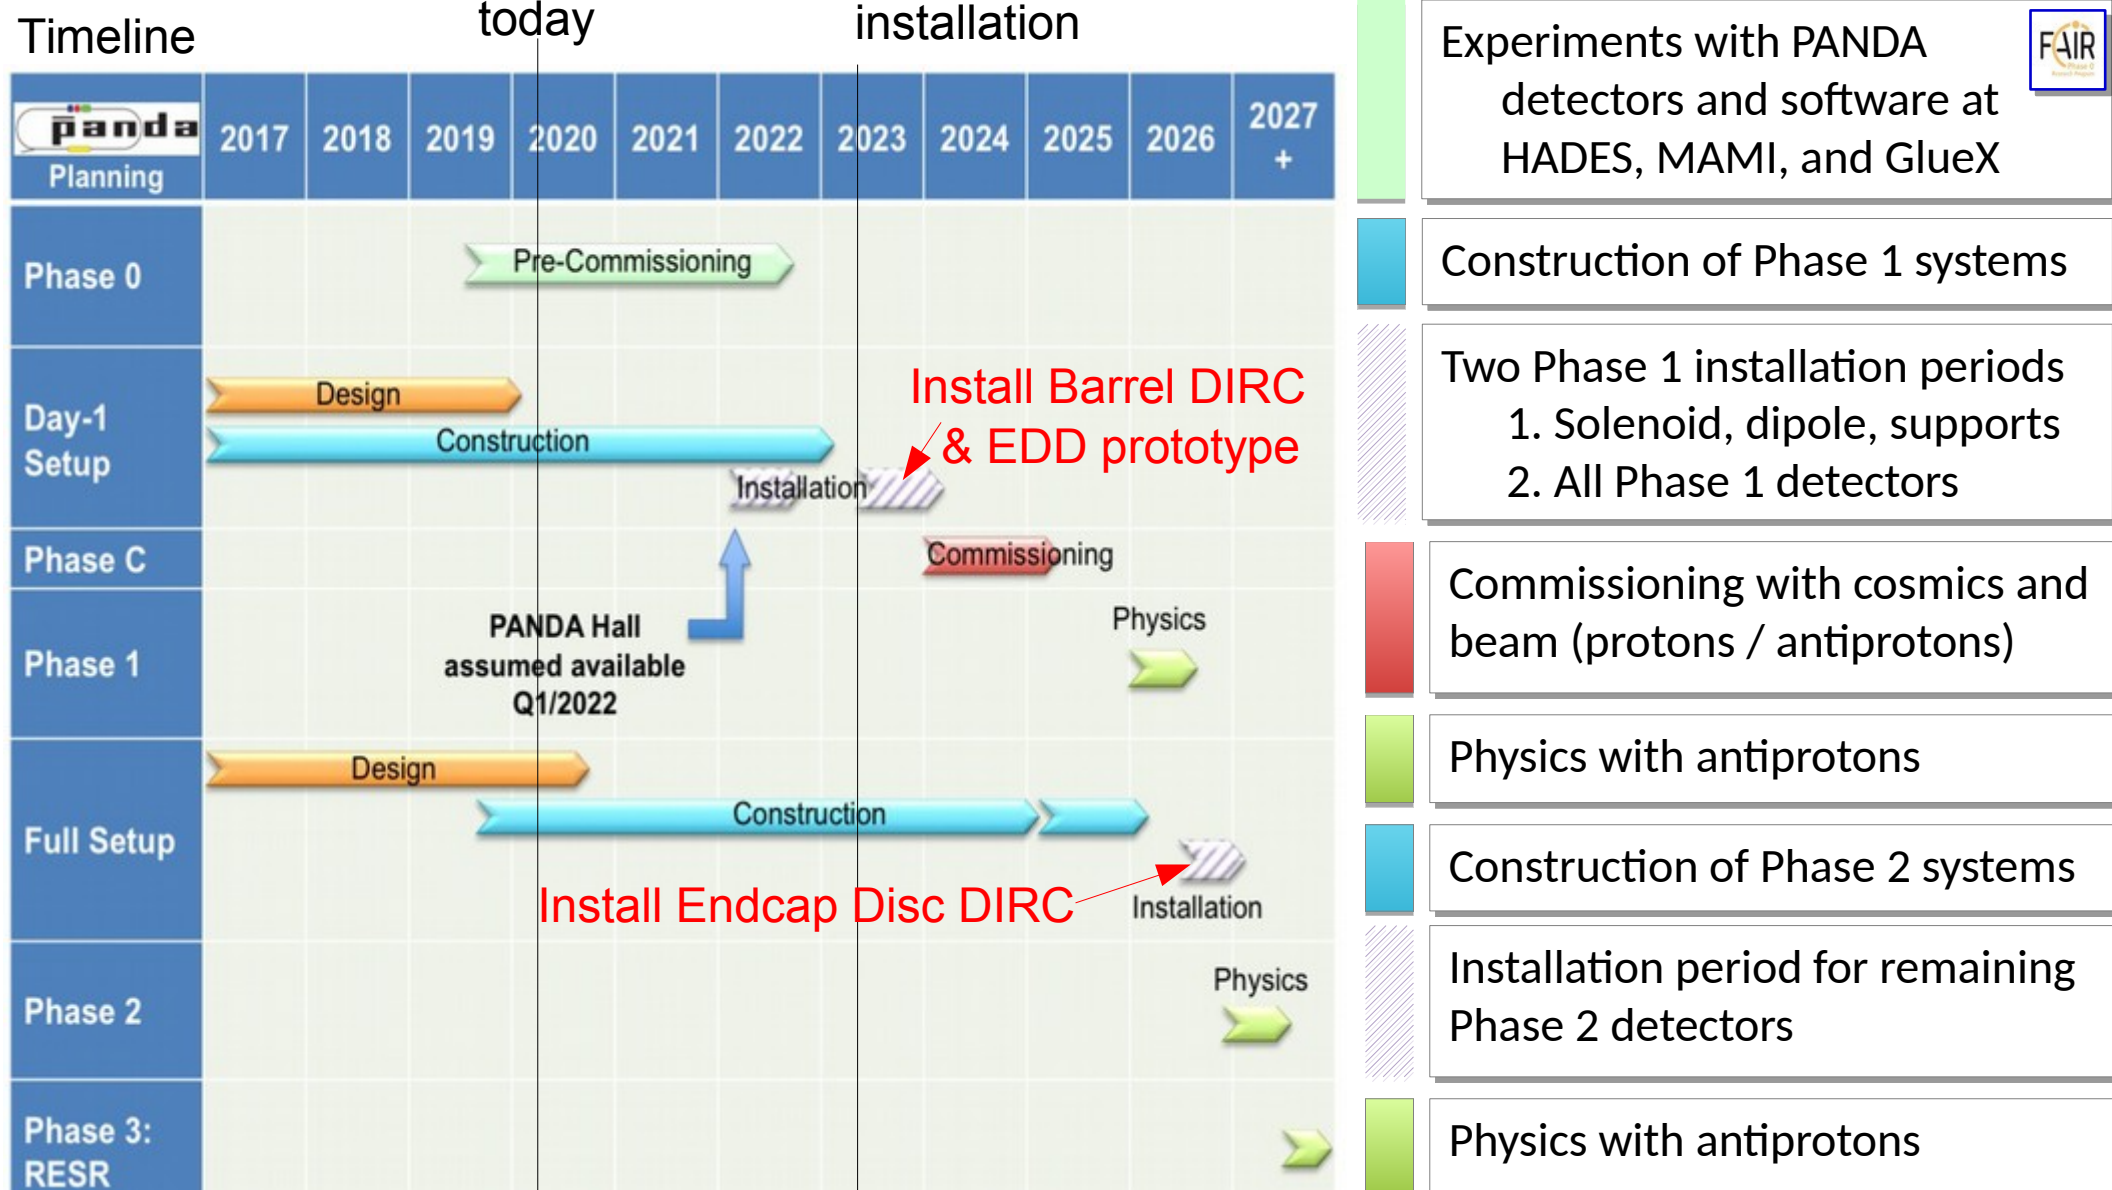 Timeline
today
installation
panda
Planning
2017
2018
2019
2020
2021
2022
2023
2024
2025
2026
2027
+
Phase 0
Pre-Commissioning
Day-1
Setup
Design
Construction
Installation
Install Barrel DIRC
& EDD prototype
Phase C
Commissioning
Phase 1
PANDA Hall
assumed available
Q1/2022
Physics
Full Setup
Design
Construction
Install Endcap Disc DIRC
Installation
Phase 2
Physics
Phase 3:
RESR
Experiments with PANDA
detectors and software at
HADES, MAMI, and GlueX
FAIR
Construction of Phase 1 systems
Two Phase 1 installation periods
1. Solenoid, dipole, supports
2. All Phase 1 detectors
Commissioning with cosmics and
beam (protons / antiprotons)
Physics with antiprotons
Construction of Phase 2 systems
Installation period for remaining
Phase 2 detectors
Physics with antiprotons